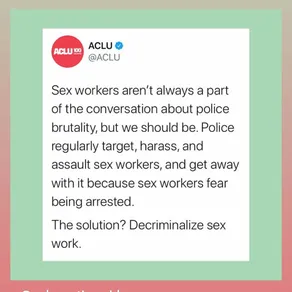 ACLU 100
ACLU
@ACLU
Sex workers aren't always a part
of the conversation about police
brutality, but we should be. Police
regularly target, harass, and
assault sex workers, and get away
with it because sex workers fear
being arrested.
The solution? Decriminalize sex
work.